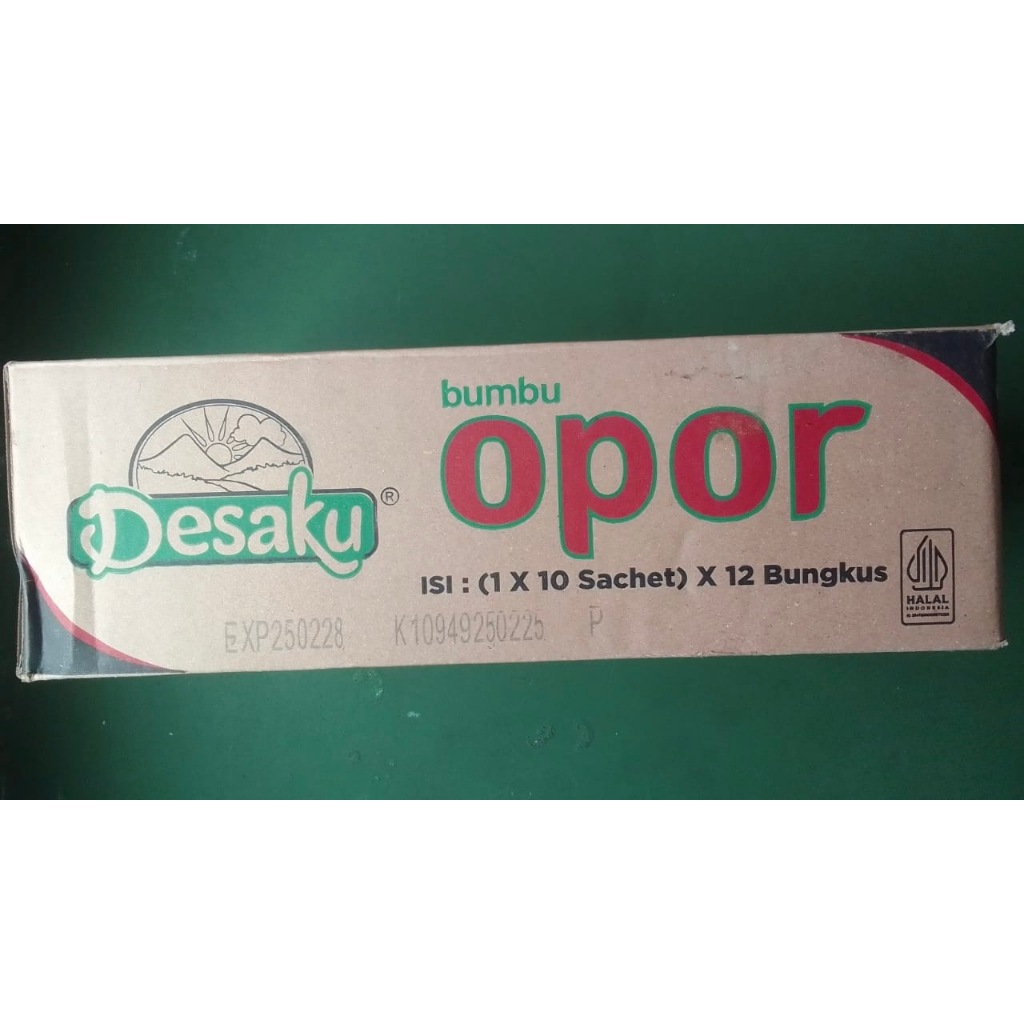 Desaku ®
bumbu
opor
ISI : (1 X 10 Sachet) X 12 Bungkus
HALAL
INDONESIA
EXP250228 K10949250225 P